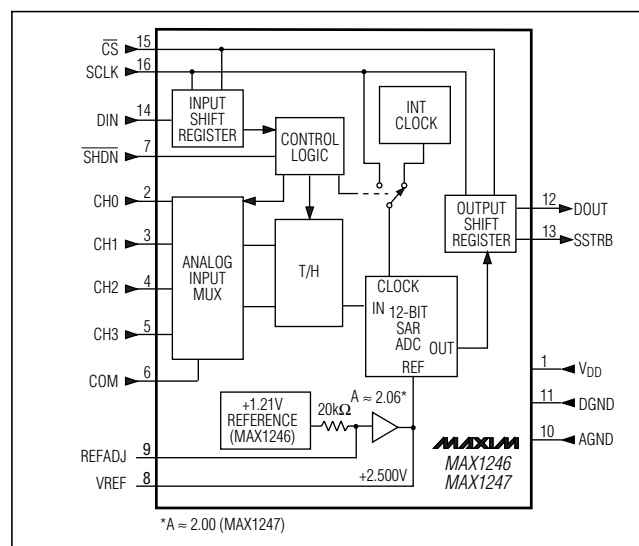 CS 15
SCLK 16
DIN 14
SHDN 7
CH0 2
CH1 3
CH2 4
CH3 5
COM 6
REFADJ 9
VREF 8
INPUT
SHIFT
REGISTER
CONTROL
LOGIC
INT
CLOCK
ANALOG
INPUT
MUX
T/H
CLOCK
IN
12-BIT
SAR
ADC
OUT
REF
OUTPUT
SHIFT
REGISTER
12 DOUT
13 SSTRB
1 VDD
11 DGND
10 AGND
+1.21V
REFERENCE
(MAX1246)
20kΩ
A ≈ 2.06*
+2.500V
MAXIM
MAX1246
MAX1247
*A ≈ 2.00 (MAX1247)